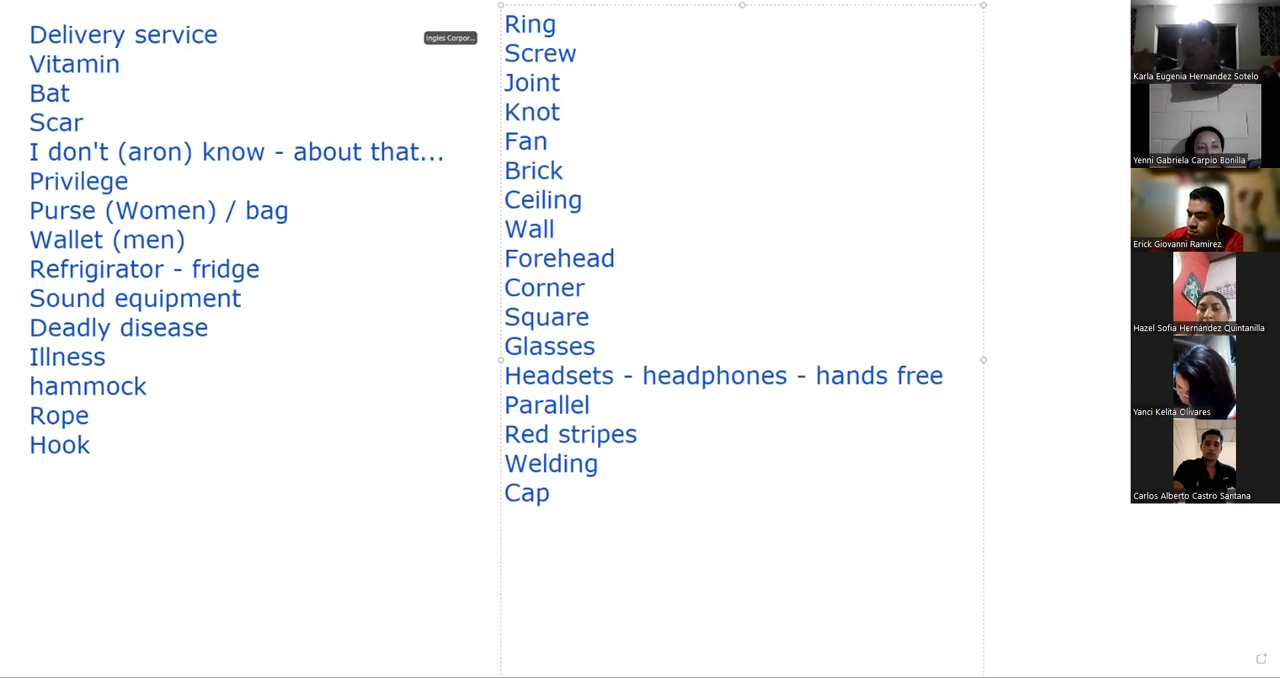 Delivery service
Vitamin
Bat
Scar
I don't (aron) know - about that...
Privilege
Purse (Women) / bag
Wallet (men)
Refrigirator - fridge
Sound equipment
Deadly disease
Illness
hammock
Rope
Hook
Ingles Corpor...
Ring
Screw
Joint
Knot
Fan
Brick
Ceiling
Wall
Forehead
Corner
Square
Glasses
Headsets - headphones - hands free
Parallel
Red stripes
Welding
Cap
Karla Eugenia Hernandez Sotelo
Yenni Gabriela Carpio Bonilla
Erick Giovanni Ramirez
Hazel Sofia Hernández Quintanilla
Yanci Kelita Olivares
Carlos Alberto Castro Santana